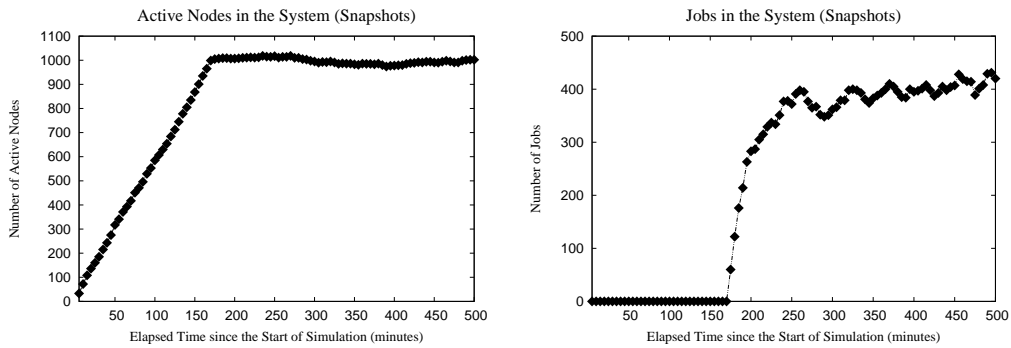 Active Nodes in the System (Snapshots)
1100
1000
900
800
700
600
500
400
300
200
100
0
Number of Active Nodes
50 100 150 200 250 300 350 400 450 500
Elapsed Time since the Start of Simulation (minutes)
Jobs in the System (Snapshots)
500
400
300
200
100
0
Number of Jobs
50 100 150 200 250 300 350 400 450 500
Elapsed Time since the Start of Simulation (minutes)